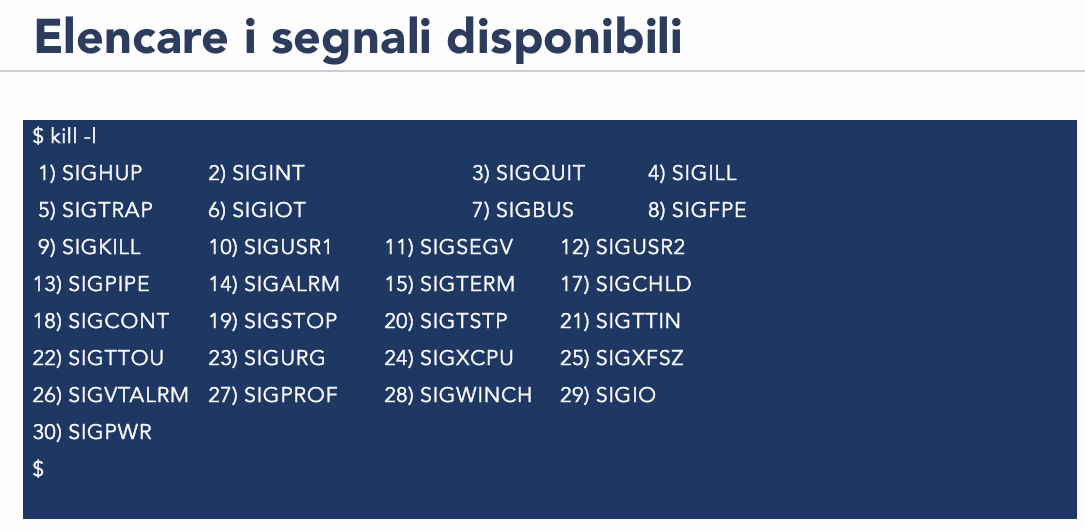 Elencare i segnali disponibili
$ kill -l
1) SIGHUP 2) SIGINT 3) SIGQUIT 4) SIGILL
5) SIGTRAP 6) SIGIOT 7) SIGBUS 8) SIGFPE
9) SIGKILL 10) SIGUSR1 11) SIGSEGV 12) SIGUSR2
13) SIGPIPE 14) SIGALRM 15) SIGTERM 17) SIGCHLD
18) SIGCONT 19) SIGSTOP 20) SIGTSTP 21) SIGTTIN
22) SIGTTOU 23) SIGURG 24) SIGXCPU 25) SIGXFSZ
26) SIGVTALRM 27) SIGPROF 28) SIGWINCH 29) SIGIO
30) SIGPWR
$